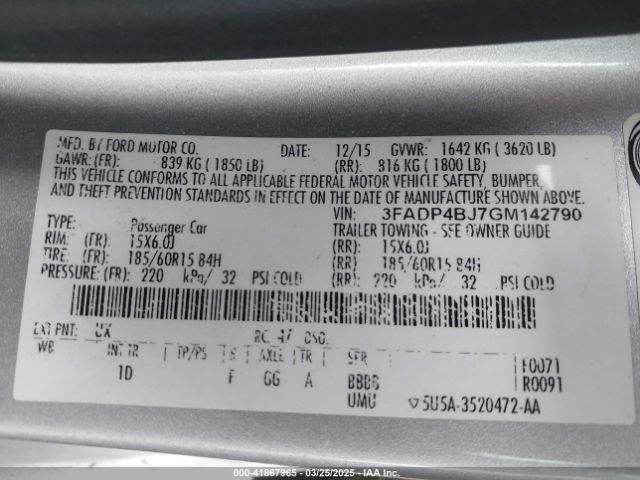 MFD. BY FORD MOTOR CO. DATE: 12/15 GVWR: 1642 KG ( 3620 LB)
GAWR: (FR): 839 KG ( 1850 LB) (RR): 816 KG ( 1800 LB)
THIS VEHICLE CONFORMS TO ALL APPLICABLE FEDERAL MOTOR VEHICLE SAFETY, BUMPER,
AND THEFT PREVENTION STANDARDS IN EFFECT ON THE DATE OF MANUFACTURE SHOWN ABOVE.
VIN: 3FADP4BJ7GM142790
TYPE: Passenger Car TRAILER TOWING - SEE OWNER GUIDE
RIM: (FR): 15X6.0J (RR): 15X6.0J
TIRE: (FR): 185/60R15 84H (RR): 185/60R15 84H
PRESSURE: (FR): 220 kPa/ 32 PSI COLD (RR): 220 kPa/ 32 PSI COLD
EXT PNT: UX RC: 47 DSO:
WB INT TR TP/PS R AXLE TR SPR F0071
1D F GG A BBBB R0091
UMU ▽5U5A-3520472-AA
000-41867965 03/25/2025 IAA Inc.